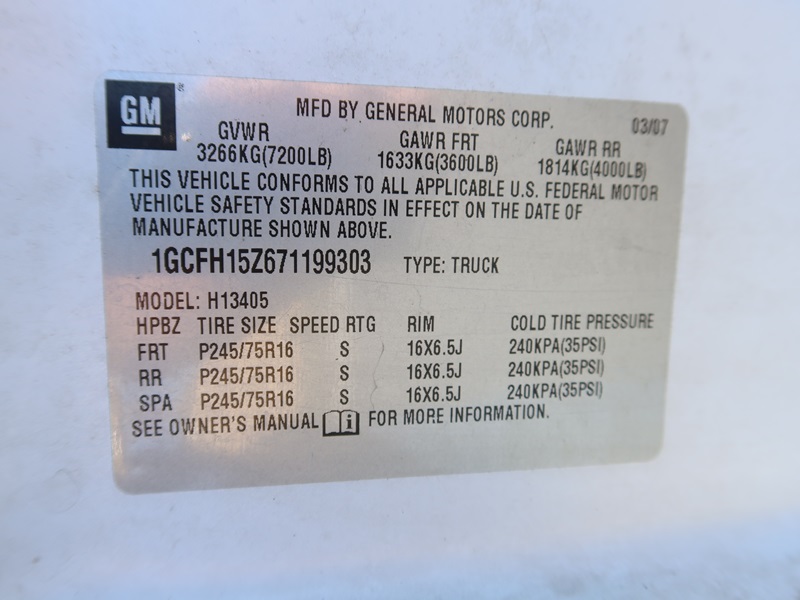 GM
MFD BY GENERAL MOTORS CORP. 03/07
GVWR GAWR FRT GAWR RR
3266KG(7200LB) 1633KG(3600LB) 1814KG(4000LB)
THIS VEHICLE CONFORMS TO ALL APPLICABLE U.S. FEDERAL MOTOR
VEHICLE SAFETY STANDARDS IN EFFECT ON THE DATE OF
MANUFACTURE SHOWN ABOVE.
1GCFH15Z671199303 TYPE: TRUCK
MODEL: H13405
HPBZ TIRE SIZE SPEED RTG RIM COLD TIRE PRESSURE
FRT P245/75R16 S 16X6.5J 240KPA(35PSI)
RR P245/75R16 S 16X6.5J 240KPA(35PSI)
SPA P245/75R16 S 16X6.5J 240KPA(35PSI)
SEE OWNER'S MANUAL i FOR MORE INFORMATION.